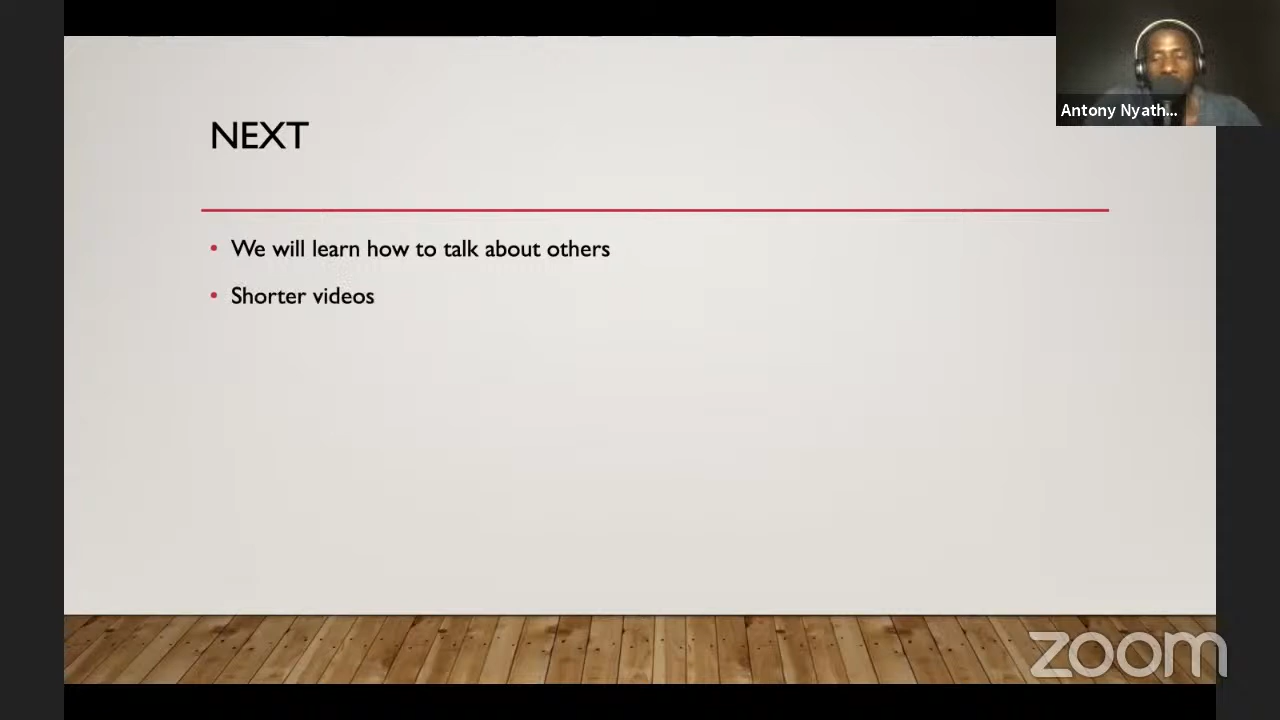 NEXT
Antony Nyath...
• We will learn how to talk about others
• Shorter videos
zoom